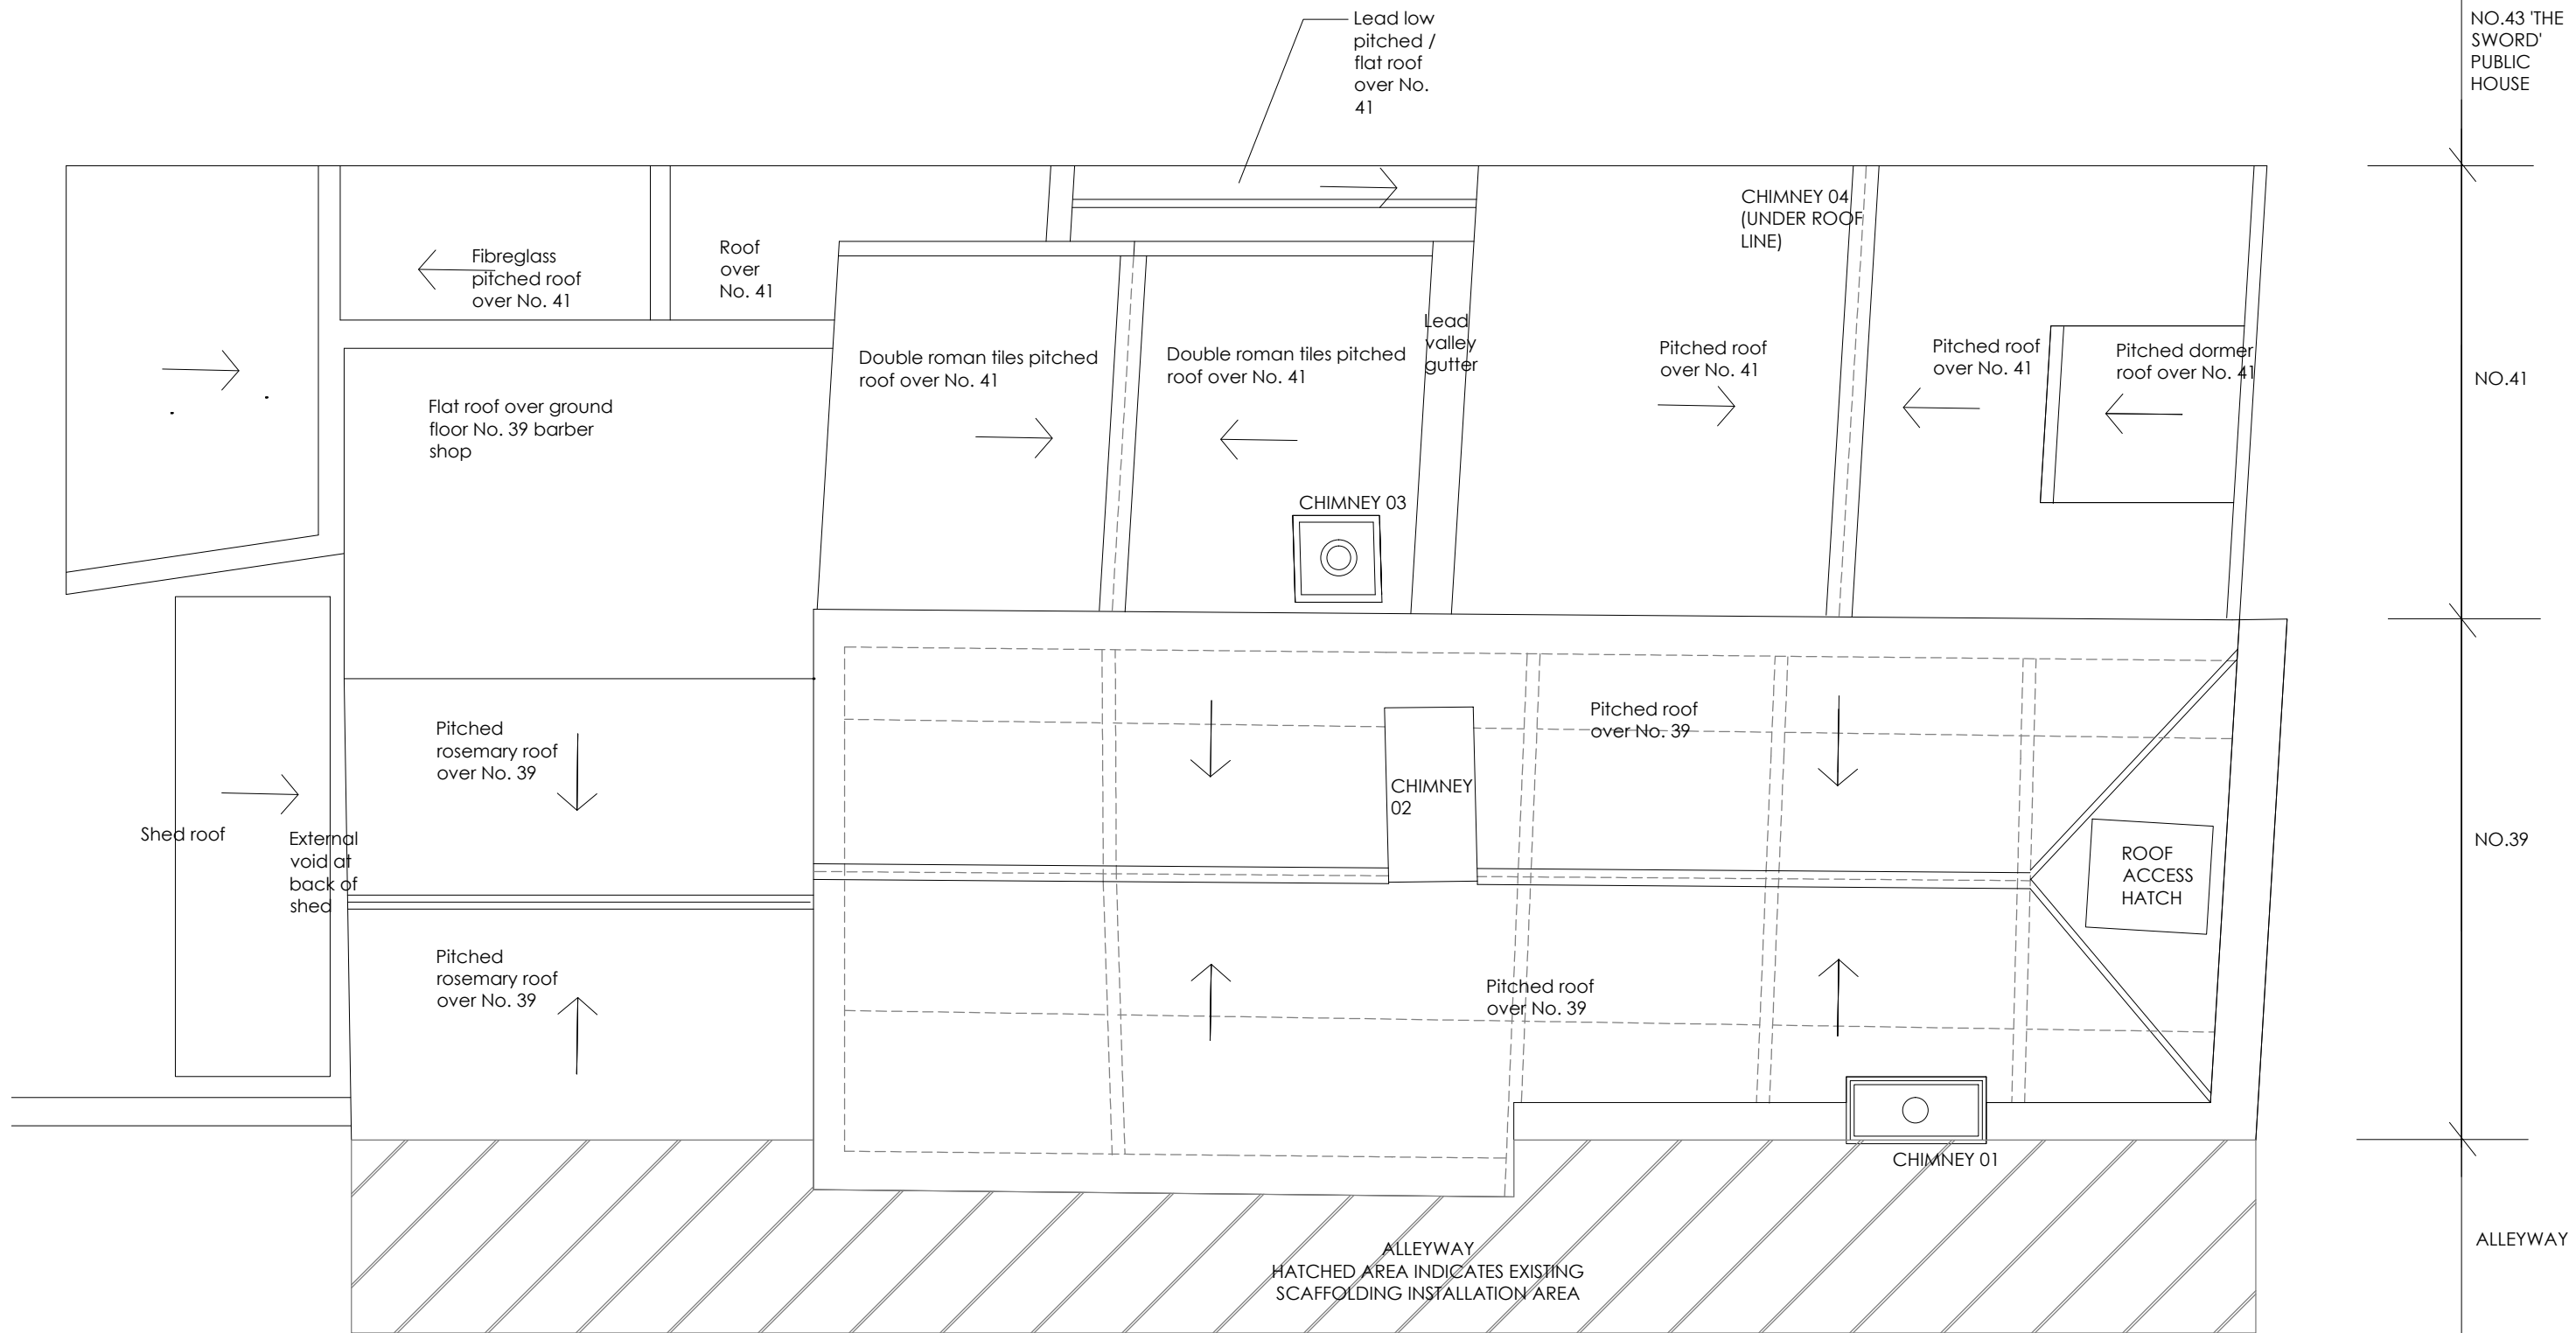 Lead low
pitched /
flat roof
over No.
41
NO.43 'THE
SWORD'
PUBLIC
HOUSE
CHIMNEY 04
(UNDER ROOF
LINE)
Fibreglass
pitched roof
over No. 41
Roof
over
No. 41
Lead
valley
gutter
Double roman tiles pitched
roof over No. 41
Double roman tiles pitched
roof over No. 41
Pitched roof
over No. 41
Pitched roof
over No. 41
Pitched dormer
roof over No. 41
NO.41
Flat roof over ground
floor No. 39 barber
shop
CHIMNEY 03
Pitched
rosemary roof
over No. 39
Pitched roof
over No. 39
CHIMNEY
02
Shed roof
External
void at
back of
shed
ROOF
ACCESS
HATCH
NO.39
Pitched
rosemary roof
over No. 39
Pitched roof
over No. 39
CHIMNEY 01
ALLEYWAY
HATCHED AREA INDICATES EXISTING
SCAFFOLDING INSTALLATION AREA
ALLEYWAY